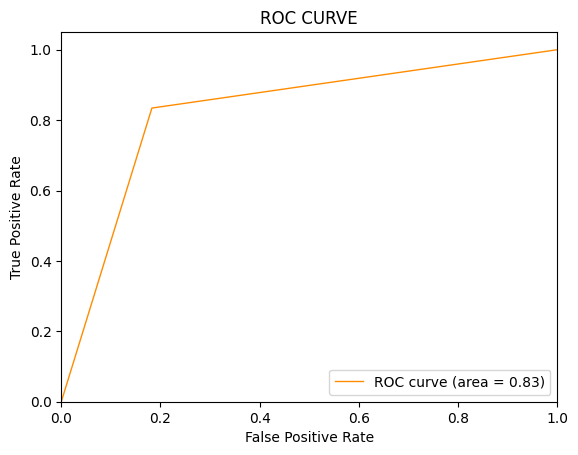 ROC CURVE
1.0
0.8
0.6
0.4
0.2
0.0
True Positive Rate
ROC curve (area = 0.83)
0.0 0.2 0.4 0.6 0.8 1.0
False Positive Rate